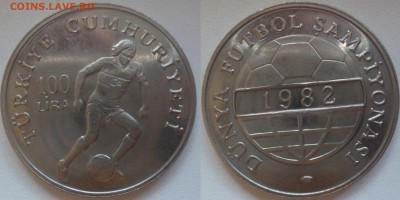 COINS.LAVE.RU
TÜRKİYE CUMHURİYETİ
100
LİRA
DÜNYA FUTBOL ŞAMPİYONASI
1982